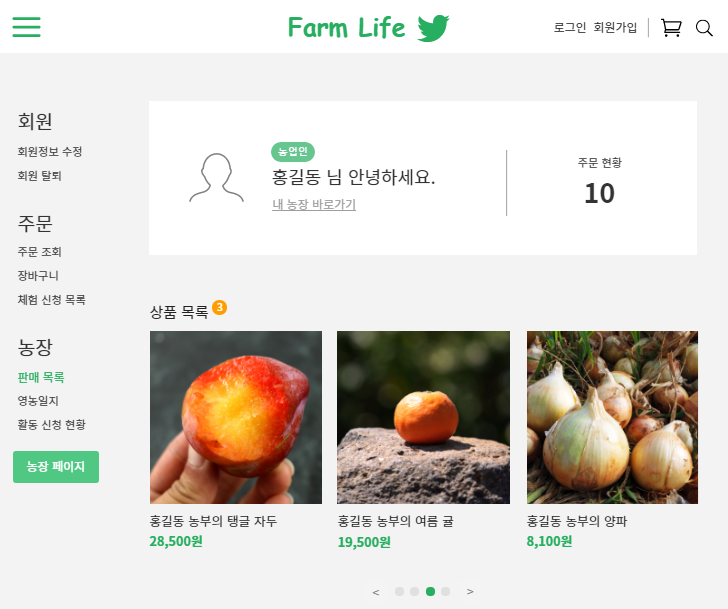 Farm Life
로그인 회원가입
회원
회원정보 수정
회원 탈퇴
주문
주문 조회
장바구니
체험 신청 목록
농장
판매 목록
영농일지
활동 신청 현황
농장 페이지
농업인
홍길동 님 안녕하세요.
내 농장 바로가기
주문 현황
10
상품 목록 3
홍길동 농부의 탱글 자두
28,500원
홍길동 농부의 여름 귤
19,500원
홍길동 농부의 양파
8,100원
< >